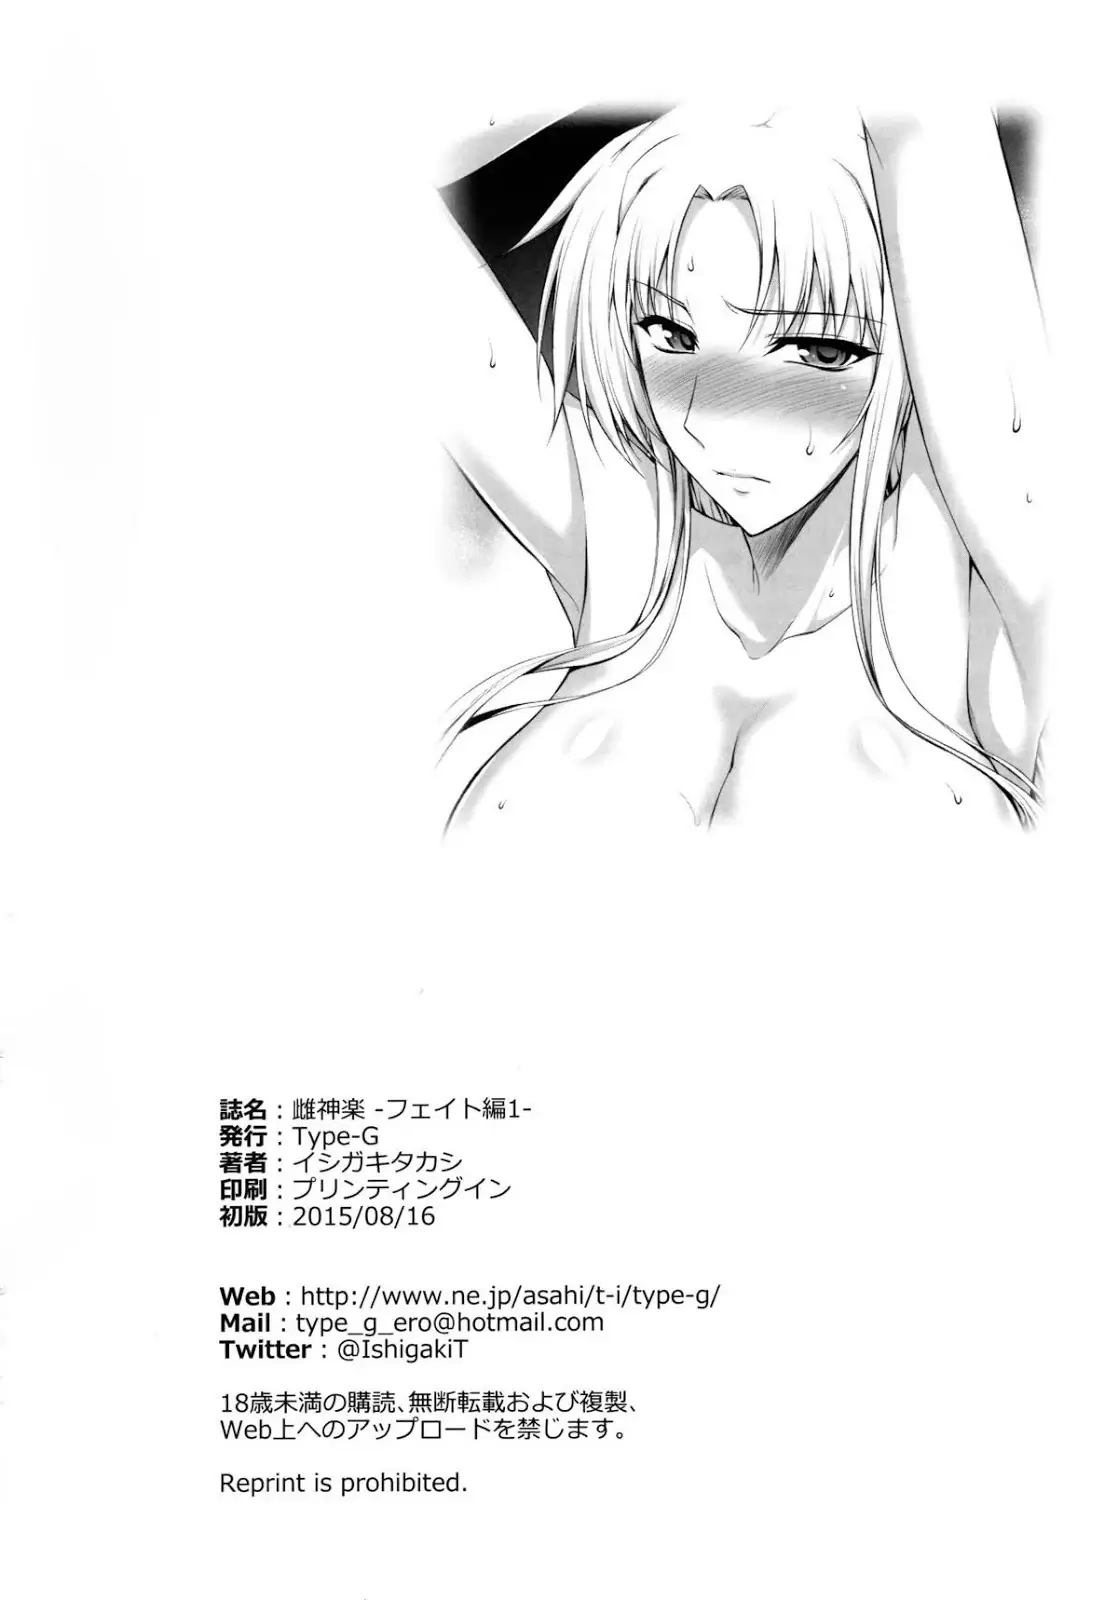 誌名 : 雌神楽 -フェイト編1-
発行 : Type-G
著者 : イシガキタカシ
印刷 : プリンティングイン
初版 : 2015/08/16
Web : http://www.ne.jp/asahi/t-i/type-g/
Mail : type_g_ero@hotmail.com
Twitter : @IshigakiT
18歳未満の購読、無断転載および複製、
Web上へのアップロードを禁じます。
Reprint is prohibited.